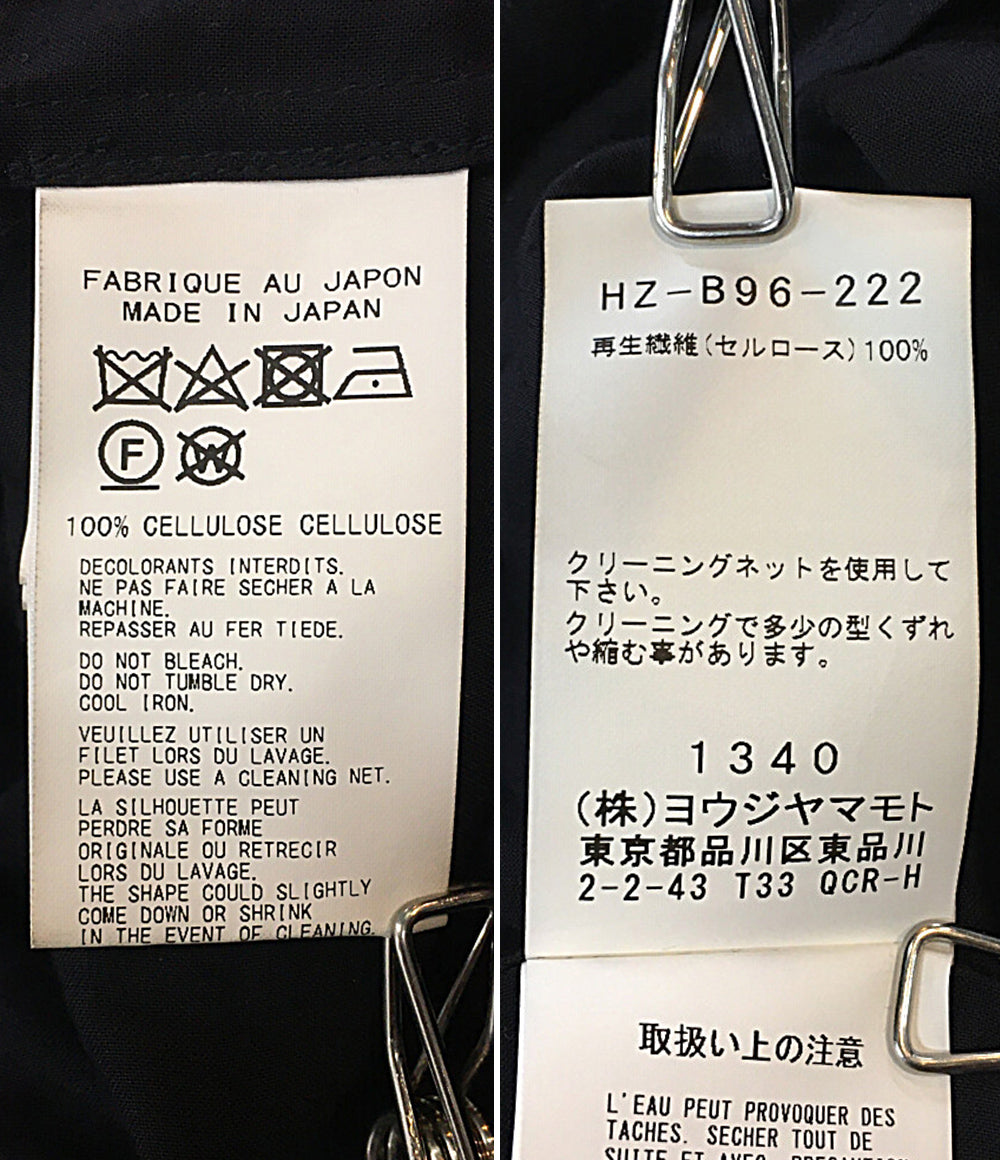 FABRIQUE AU JAPON
MADE IN JAPAN
F W
100% CELLULOSE CELLULOSE
DECOLORANTS INTERDITS.
NE PAS FAIRE SECHER A LA
MACHINE.
REPASSER AU FER TIEDE.
DO NOT BLEACH.
DO NOT TUMBLE DRY.
COOL IRON.
VEUILLEZ UTILISER UN
FILET LORS DU LAVAGE.
PLEASE USE A CLEANING NET.
LA SILHOUETTE PEUT
PERDRE SA FORME
ORIGINALE OU RETRECIR
LORS DU LAVAGE.
THE SHAPE COULD SLIGHTLY
COME DOWN OR SHRINK
IN THE EVENT OF CLEANING.
HZ-B96-222
再生繊維(セルロース)100%
クリーニングネットを使用して
下さい。
クリーニングで多少の型くずれ
や縮む事があります。
1340
(株)ヨウジヤマモト
東京都品川区東品川
2-2-43 T33 QCR-H
取扱い上の注意
L'EAU PEUT PROVOQUER DES
TACHES. SECHER TOUT DE
SUITE ET AVEC